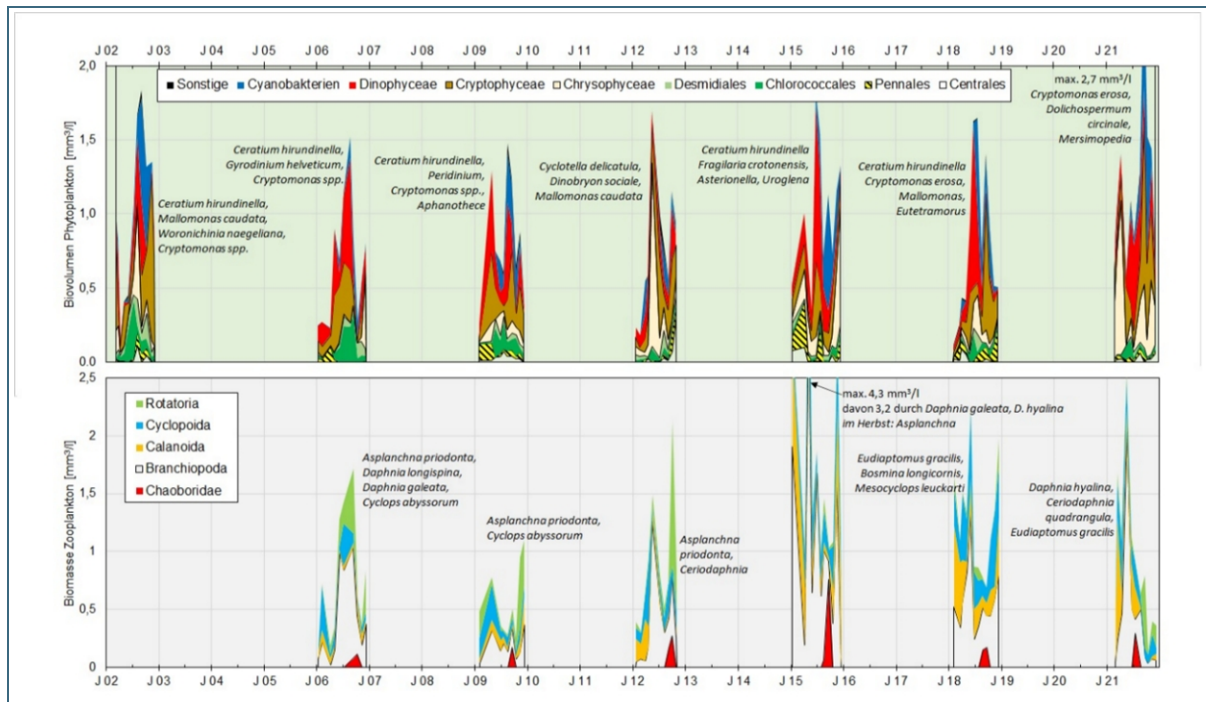 J 02 J 03 J 04 J 05 J 06 J 07 J 08 J 09 J 10 J 11 J 12 J 13 J 14 J 15 J 16 J 17 J 18 J 19 J 20 J 21
Biovolumen Phytoplankton [mm³/l]
2,0
1,5
1,0
0,5
0.0
Sonstige Cyanobakterien Dinophyceae Cryptophyceae Chrysophyceae Desmidiales Chlorococcales Pennales Centrales
Ceratium hirundinella,
Mallomonas caudata,
Woronichinia naegeliana,
Cryptomonas spp.
Ceratium hirundinella,
Gyrodinium helveticum,
Cryptomonas spp.
Ceratium hirundinella,
Peridinium,
Cryptomonas spp.,
Aphanothece
Cyclotella delicatula,
Dinobryon sociale,
Mallomonas caudata
Ceratium hirundinella
Fragilaria crotonensis,
Asterionella, Uroglena
Ceratium hirundinella
Cryptomonas erosa,
Mallomonas,
Eutetramorus
max. 2,7 mm³/l
Cryptomonas erosa,
Dolichospermum
circinale,
Mersimopedia
Biomasse Zooplankton [mm³/l]
2,5
2
1,5
1
0,5
0
Rotatoria
Cyclopoida
Calanoida
Branchiopoda
Chaoboridae
Asplanchna priodonta,
Daphnia longispina,
Daphnia galeata,
Cyclops abyssorum
Asplanchna priodonta,
Cyclops abyssorum
Asplanchna
priodonta,
Ceriodaphnia
max. 4,3 mm³/l
davon 3,2 durch Daphnia galeata, D. hyalina
im Herbst: Asplanchna
Eudiaptomus gracilis,
Bosmina longicornis,
Mesocyclops leuckarti
Daphnia hyalina,
Ceriodaphnia
quadrangula,
Eudiaptomus gracilis
J 02 J 03 J 04 J 05 J 06 J 07 J 08 J 09 J 10 J 11 J 12 J 13 J 14 J 15 J 16 J 17 J 18 J 19 J 20 J 21